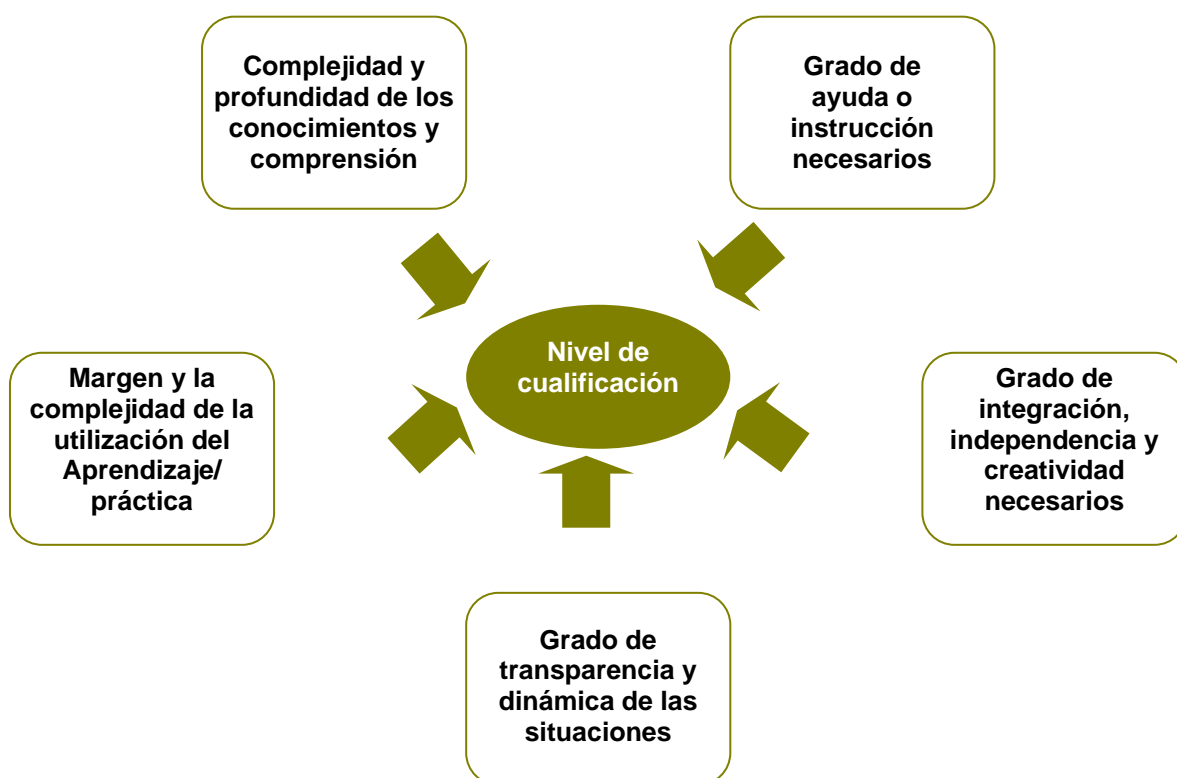 Complejidad y
profundidad de los
conocimientos y
comprensión
Grado de
ayuda o
instrucción
necesarios
Nivel de
cualificación
Margen y la
complejidad de la
utilización del
Aprendizaje/
práctica
Grado de
integración,
independencia y
creatividad
necesarios
Grado de
transparencia y
dinámica de las
situaciones